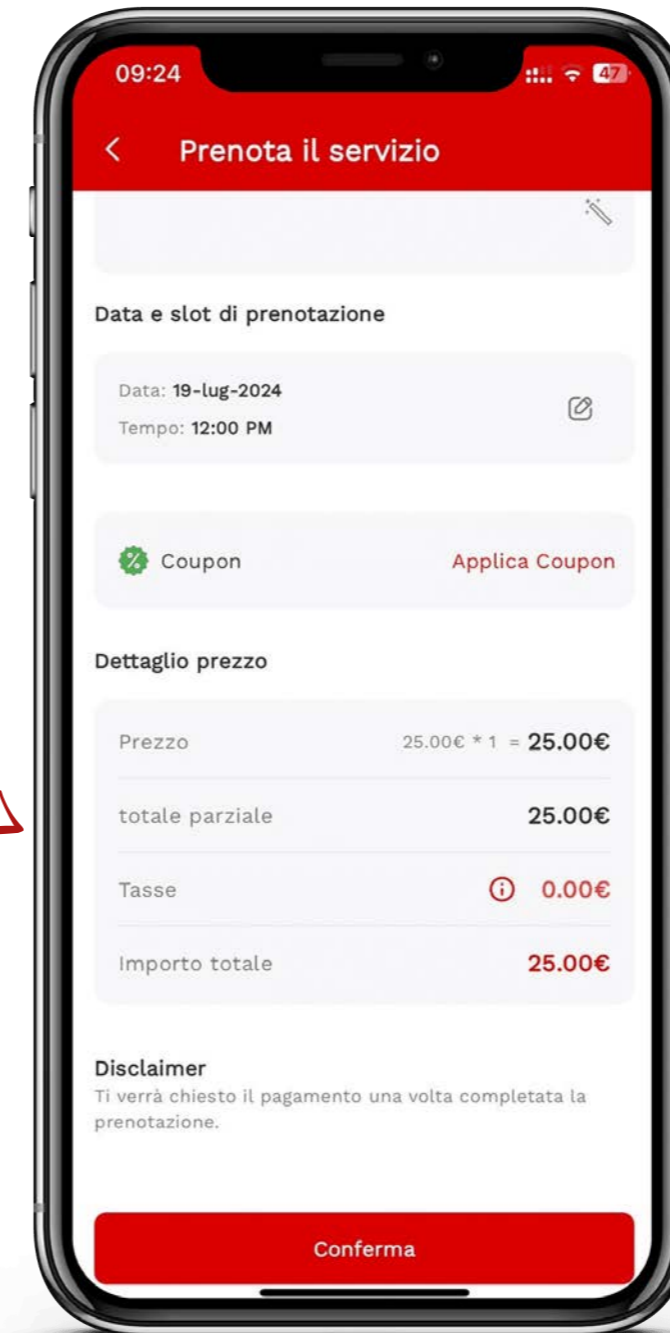 09:24
47
Prenota il servizio
Data e slot di prenotazione
Data: 19-lug-2024
Tempo: 12:00 PM
Coupon
Applica Coupon
Dettaglio prezzo
Prezzo 25.00€ * 1 = 25.00€
totale parziale 25.00€
Tasse 0.00€
Importo totale 25.00€
Disclaimer
Ti verrà chiesto il pagamento una volta completata la
prenotazione.
Conferma